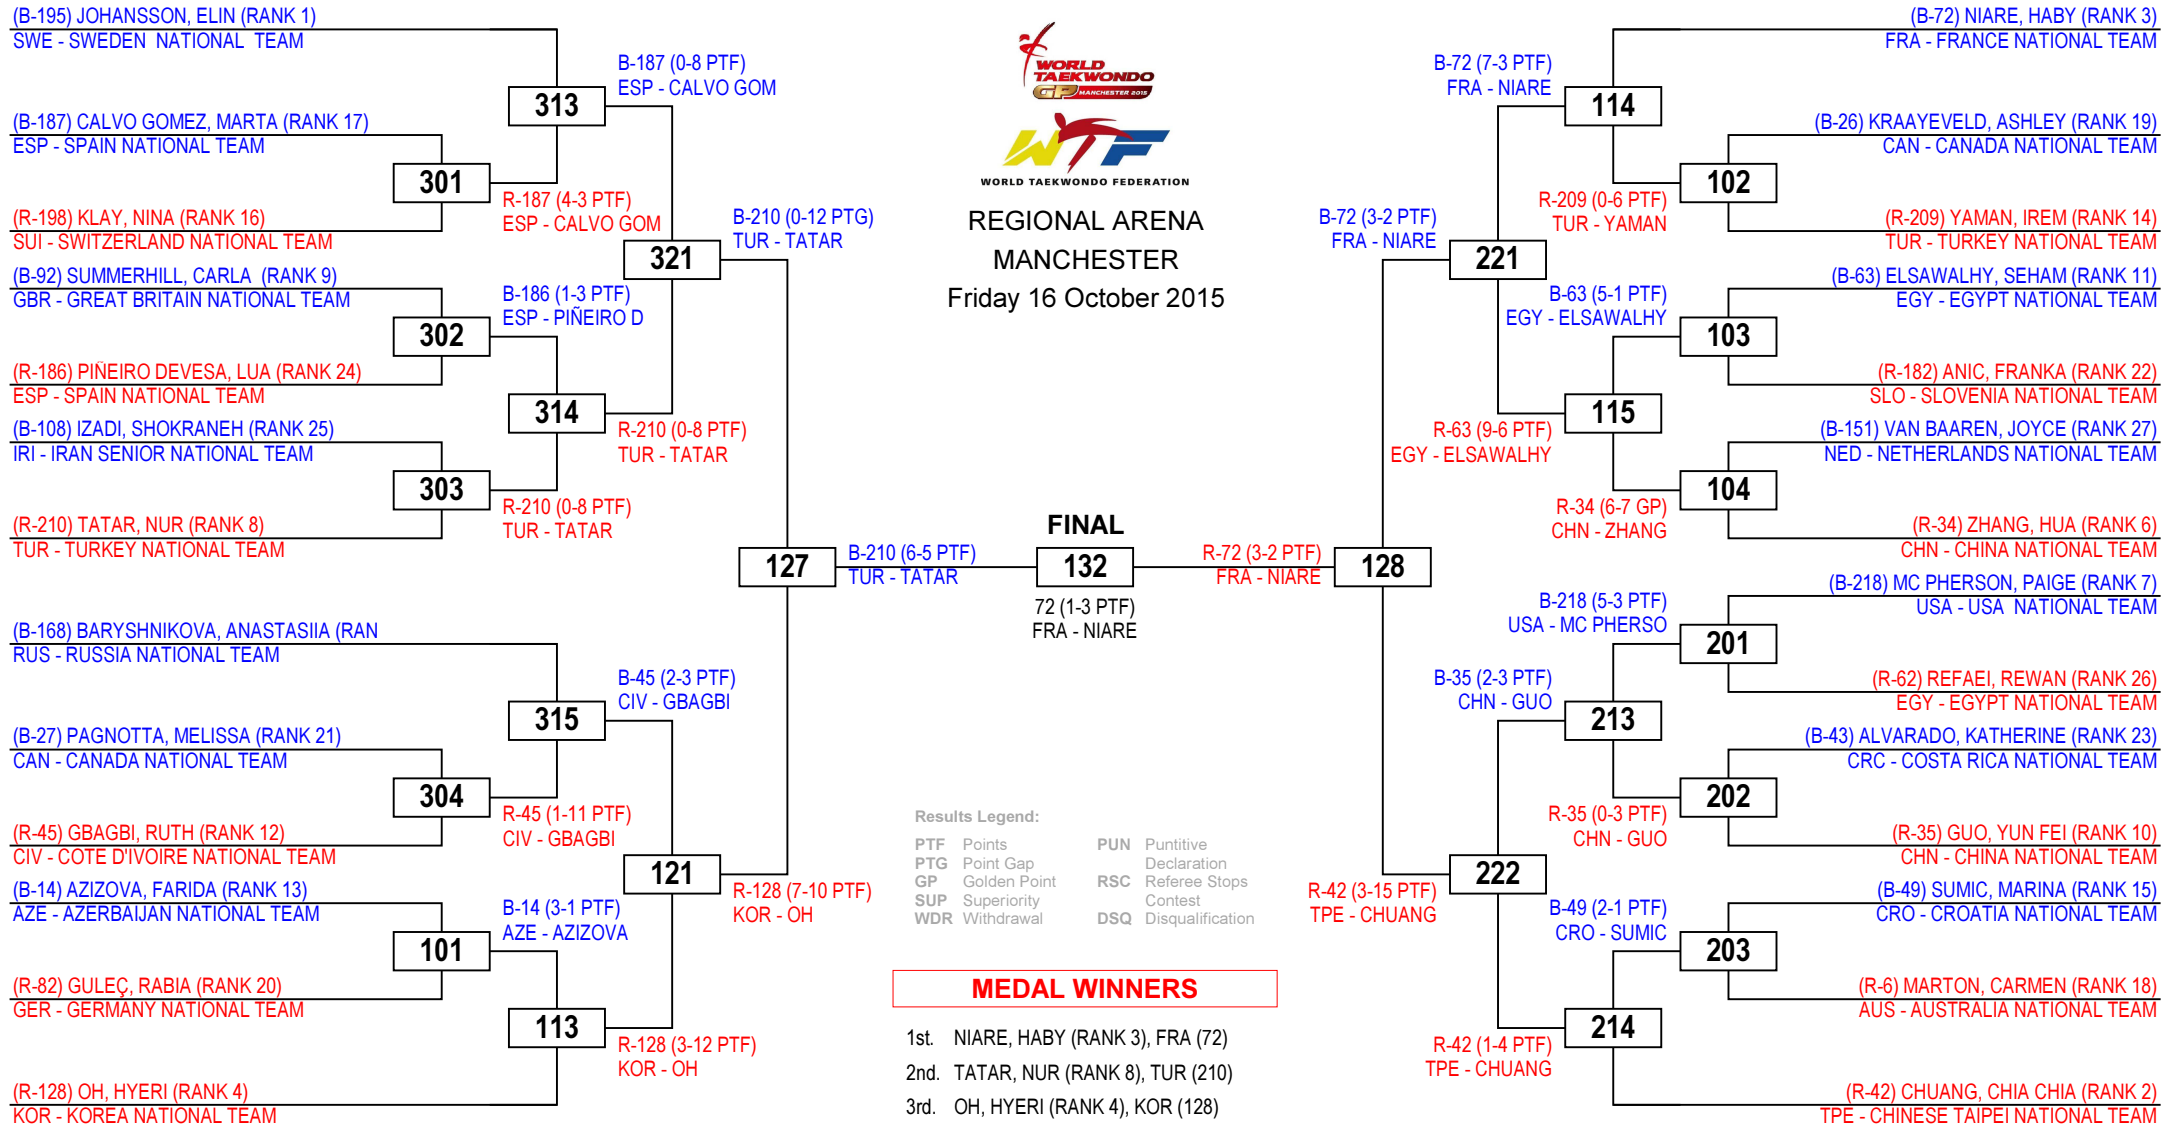 (B-195) JOHANSSON, ELIN (RANK 1)
SWE - SWEDEN NATIONAL TEAM
(B-187) CALVO GOMEZ, MARTA (RANK 17)
ESP - SPAIN NATIONAL TEAM
(R-198) KLAY, NINA (RANK 16)
SUI - SWITZERLAND NATIONAL TEAM
(B-92) SUMMERHILL, CARLA (RANK 9)
GBR - GREAT BRITAIN NATIONAL TEAM
(R-186) PIÑEIRO DEVESA, LUA (RANK 24)
ESP - SPAIN NATIONAL TEAM
(B-108) IZADI, SHOKRANEH (RANK 25)
IRI - IRAN SENIOR NATIONAL TEAM
(R-210) TATAR, NUR (RANK 8)
TUR - TURKEY NATIONAL TEAM
(B-168) BARYSHNIKOVA, ANASTASIIA (RAN
RUS - RUSSIA NATIONAL TEAM
(B-27) PAGNOTTA, MELISSA (RANK 21)
CAN - CANADA NATIONAL TEAM
(R-45) GBAGBI, RUTH (RANK 12)
CIV - COTE D'IVOIRE NATIONAL TEAM
(B-14) AZIZOVA, FARIDA (RANK 13)
AZE - AZERBAIJAN NATIONAL TEAM
(R-82) GULEÇ, RABIA (RANK 20)
GER - GERMANY NATIONAL TEAM
(R-128) OH, HYERI (RANK 4)
KOR - KOREA NATIONAL TEAM
301
302
303
304
101
R-187 (4-3 PTF)
ESP - CALVO GOM
B-186 (1-3 PTF)
ESP - PIÑEIRO D
R-210 (0-8 PTF)
TUR - TATAR
R-45 (1-11 PTF)
CIV - GBAGBI
B-14 (3-1 PTF)
AZE - AZIZOVA
313
314
315
113
B-187 (0-8 PTF)
ESP - CALVO GOM
R-210 (0-8 PTF)
TUR - TATAR
B-45 (2-3 PTF)
CIV - GBAGBI
R-128 (3-12 PTF)
KOR - OH
321
121
B-210 (0-12 PTG)
TUR - TATAR
R-128 (7-10 PTF)
KOR - OH
127
B-210 (6-5 PTF)
TUR - TATAR
WORLD
TAEKWONDO
GP MANCHESTER 2015
WTF
WORLD TAEKWONDO FEDERATION
REGIONAL ARENA
MANCHESTER
Friday 16 October 2015
FINAL
132
72 (1-3 PTF)
FRA - NIARE
Results Legend:
PTF Points
PTG Point Gap
GP Golden Point
SUP Superiority
WDR Withdrawal
PUN Puntitive
Declaration
RSC Referee Stops
Contest
DSQ Disqualification
MEDAL WINNERS
1st. NIARE, HABY (RANK 3), FRA (72)
2nd. TATAR, NUR (RANK 8), TUR (210)
3rd. OH, HYERI (RANK 4), KOR (128)
R-72 (3-2 PTF)
FRA - NIARE
128
B-72 (3-2 PTF)
FRA - NIARE
R-42 (3-15 PTF)
TPE - CHUANG
221
222
B-72 (7-3 PTF)
FRA - NIARE
R-63 (9-6 PTF)
EGY - ELSAWALHY
B-35 (2-3 PTF)
CHN - GUO
R-42 (1-4 PTF)
TPE - CHUANG
114
115
213
214
R-209 (0-6 PTF)
TUR - YAMAN
B-63 (5-1 PTF)
EGY - ELSAWALHY
R-34 (6-7 GP)
CHN - ZHANG
B-218 (5-3 PTF)
USA - MC PHERSO
R-35 (0-3 PTF)
CHN - GUO
B-49 (2-1 PTF)
CRO - SUMIC
102
103
104
201
202
203
(B-72) NIARE, HABY (RANK 3)
FRA - FRANCE NATIONAL TEAM
(B-26) KRAAYEVELD, ASHLEY (RANK 19)
CAN - CANADA NATIONAL TEAM
(R-209) YAMAN, IREM (RANK 14)
TUR - TURKEY NATIONAL TEAM
(B-63) ELSAWALHY, SEHAM (RANK 11)
EGY - EGYPT NATIONAL TEAM
(R-182) ANIC, FRANKA (RANK 22)
SLO - SLOVENIA NATIONAL TEAM
(B-151) VAN BAAREN, JOYCE (RANK 27)
NED - NETHERLANDS NATIONAL TEAM
(R-34) ZHANG, HUA (RANK 6)
CHN - CHINA NATIONAL TEAM
(B-218) MC PHERSON, PAIGE (RANK 7)
USA - USA NATIONAL TEAM
(R-62) REFAEI, REWAN (RANK 26)
EGY - EGYPT NATIONAL TEAM
(B-43) ALVARADO, KATHERINE (RANK 23)
CRC - COSTA RICA NATIONAL TEAM
(R-35) GUO, YUN FEI (RANK 10)
CHN - CHINA NATIONAL TEAM
(B-49) SUMIC, MARINA (RANK 15)
CRO - CROATIA NATIONAL TEAM
(R-6) MARTON, CARMEN (RANK 18)
AUS - AUSTRALIA NATIONAL TEAM
(R-42) CHUANG, CHIA CHIA (RANK 2)
TPE - CHINESE TAIPEI NATIONAL TEAM